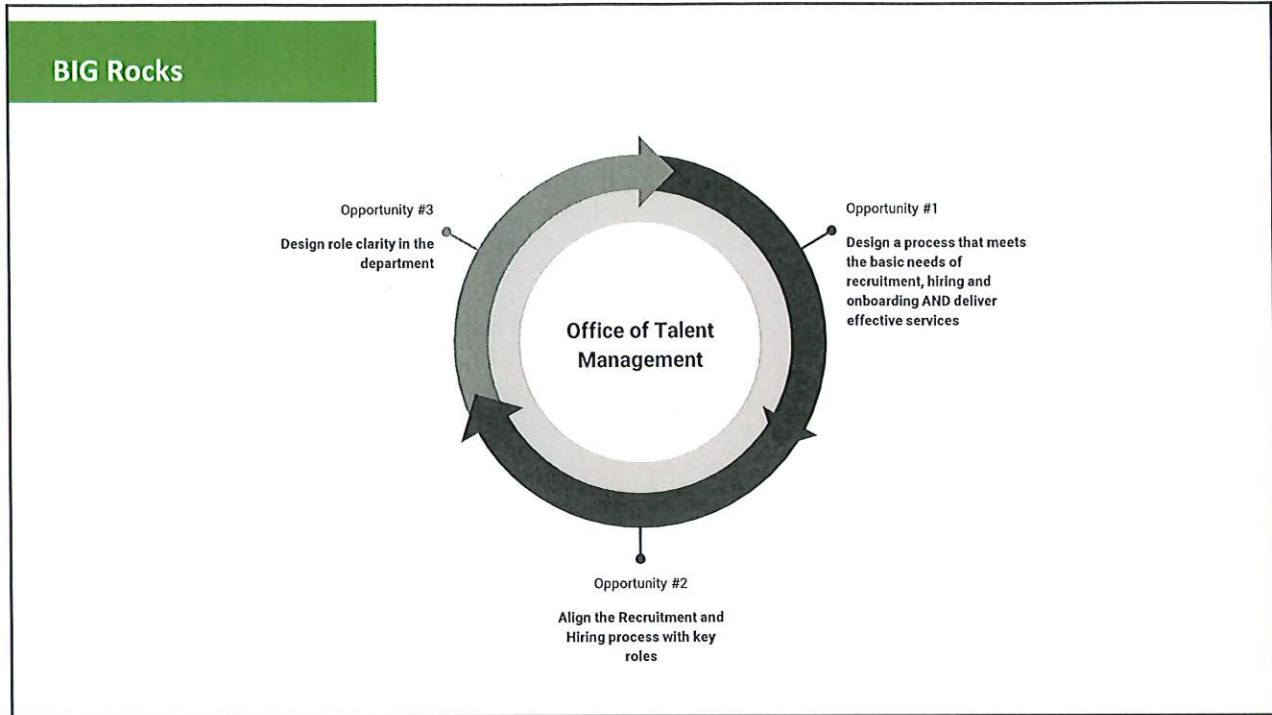 BIG Rocks
Opportunity #3
Design role clarity in the
department
Opportunity #1
Design a process that meets
the basic needs of
recruitment, hiring and
onboarding AND deliver
effective services
Office of Talent
Management
Opportunity #2
Align the Recruitment and
Hiring process with key
roles